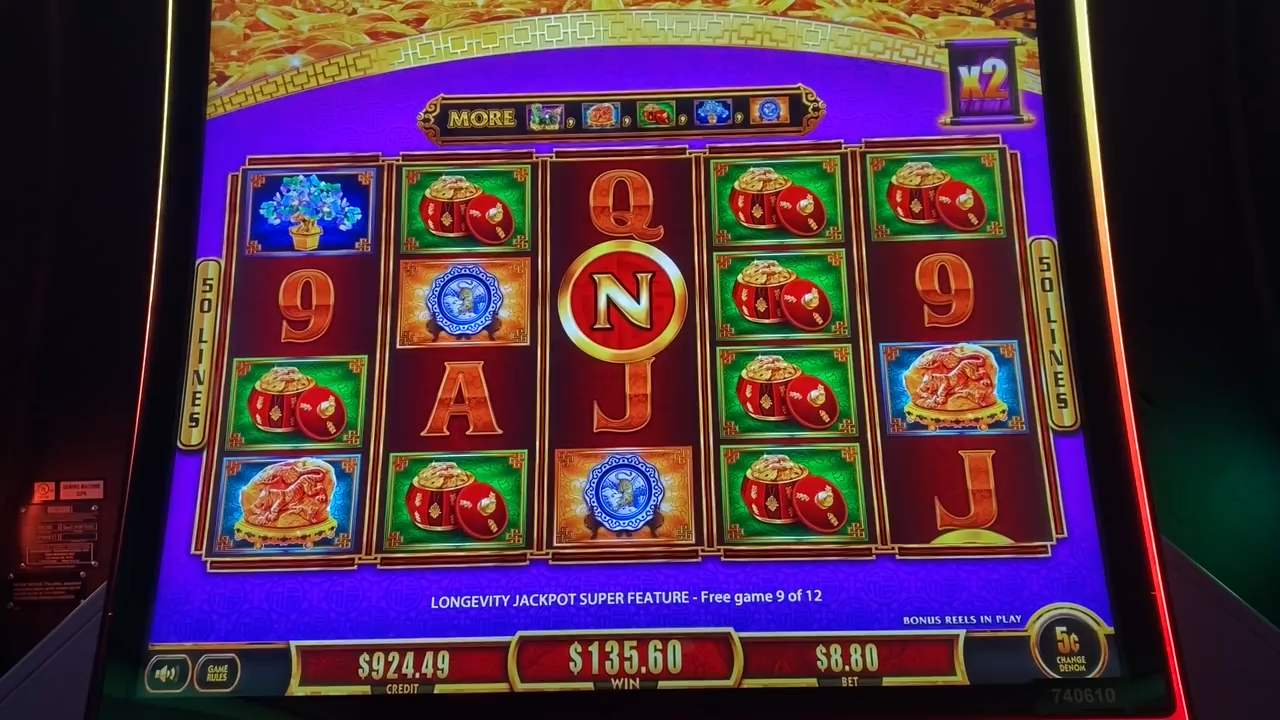 x2
MORE , , , ,
Q
N
9
9
A
J
J
50 LINES
50 LINES
LONGEVITY JACKPOT SUPER FEATURE - Free game 9 of 12
BONUS REELS IN PLAY
GAME RULES
$924.49
CREDIT
$135.60
WIN
$8.80
BET
5¢
CHANGE
DENOM
740610